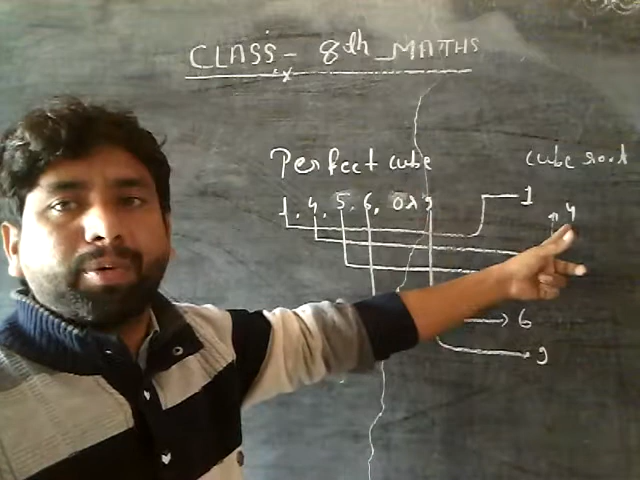 CLASS - 8th - MATHS
Perfect cube
cube root
1, 4, 5, 6, or 9
1
4
6
9